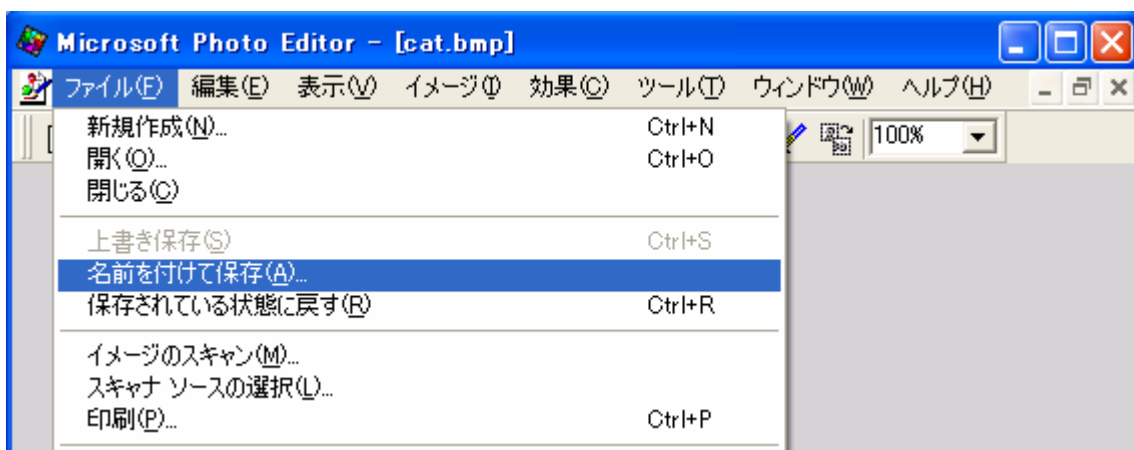 Microsoft Photo Editor - [cat.bmp]
ファイル(F) 編集(E) 表示(V) イメージ(I) 効果(C) ツール(T) ウィンドウ(W) ヘルプ(H)
新規作成(N)... Ctrl+N
開く(O)... Ctrl+O
100%
閉じる(C)
上書き保存(S) Ctrl+S
名前を付けて保存(A)...
保存されている状態に戻す(R) Ctrl+R
イメージのスキャン(M)...
スキャナ ソースの選択(L)...
印刷(P)... Ctrl+P